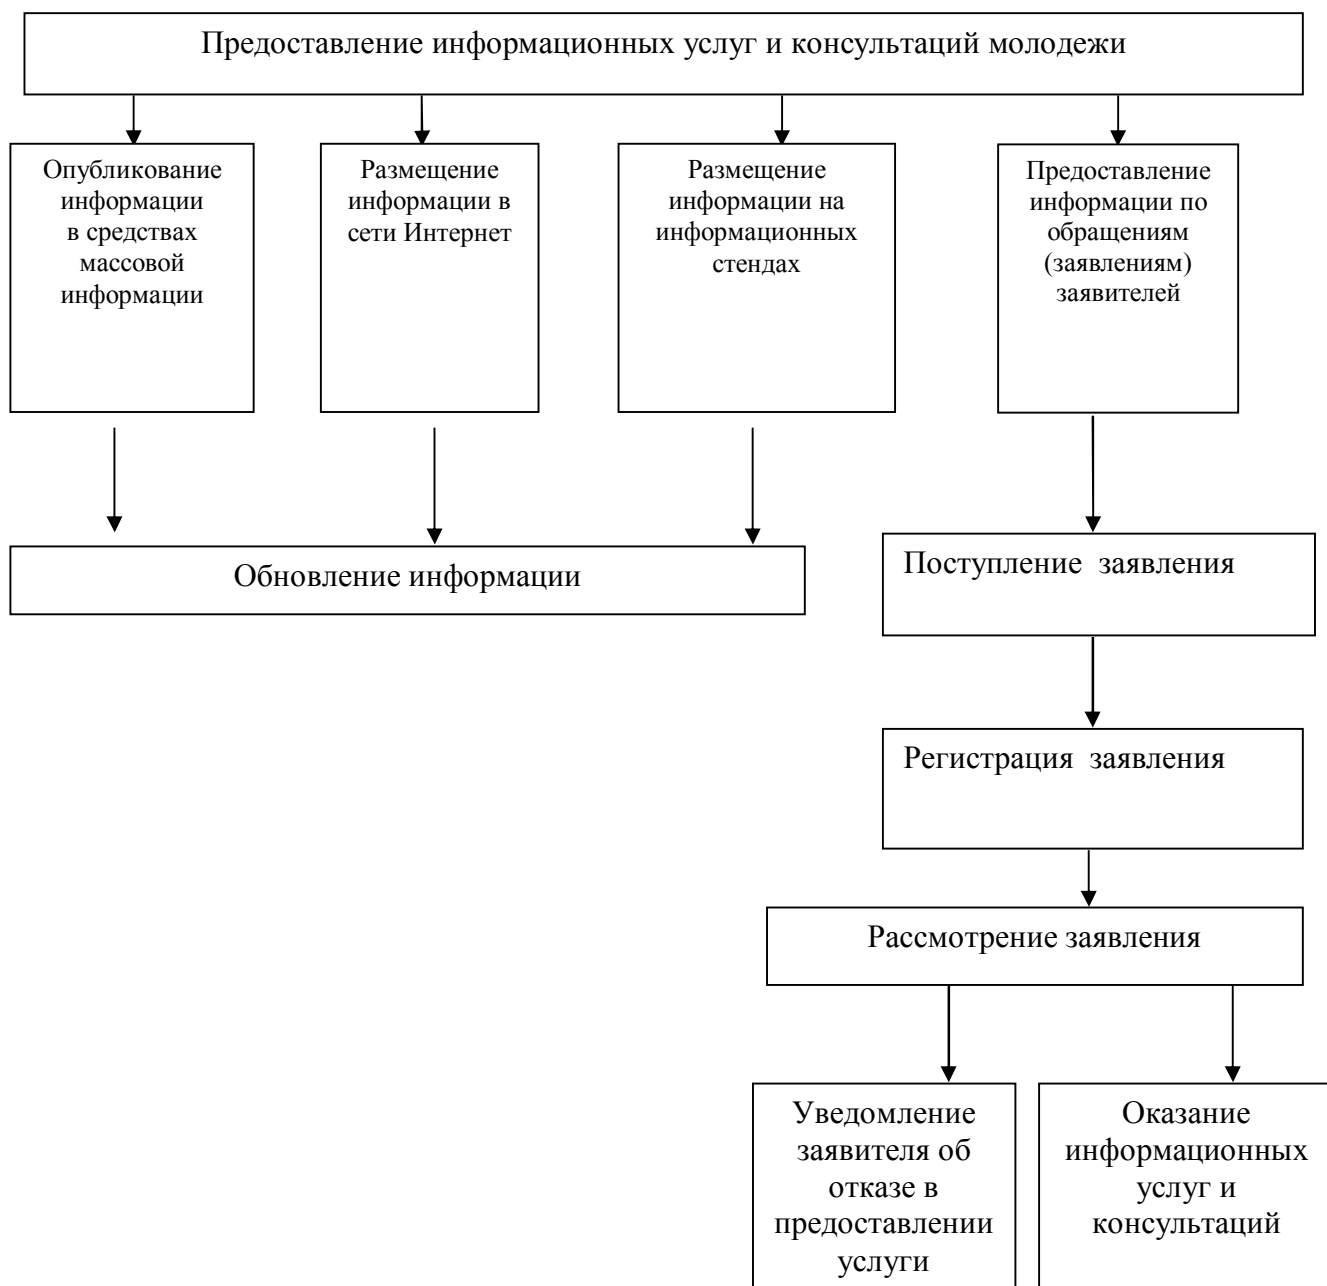 Предоставление информационных услуг и консультаций молодежи
Опубликование
информации
в средствах
массовой
информации
Размещение
информации в
сети Интернет
Размещение
информации на
информационных
стендах
Предоставление
информации по
обращениям
(заявлениям)
заявителей
Обновление информации
Поступление заявления
Регистрация заявления
Рассмотрение заявления
Уведомление
заявителя об
отказе в
предоставлении
услуги
Оказание
информационных
услуг и
консультаций